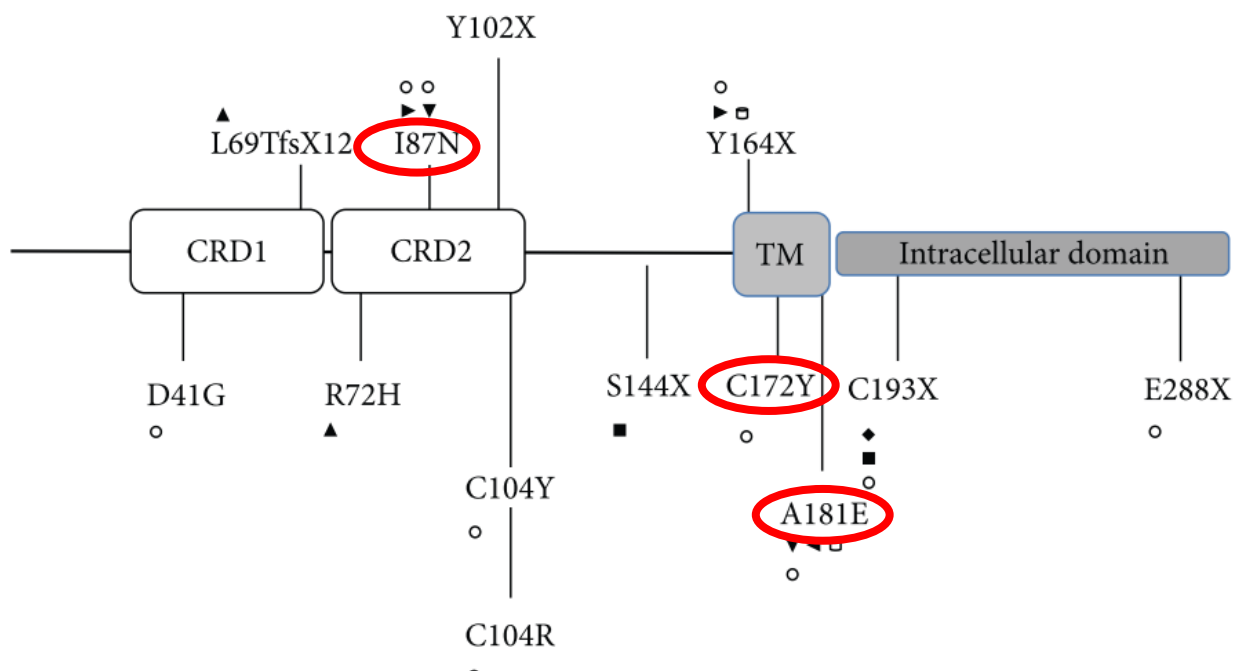 Y102X
L69TfsX12 I87N Y164X
CRD1 CRD2 TM Intracellular domain
D41G R72H S144X C172Y C193X E288X
C104Y
A181E
C104R